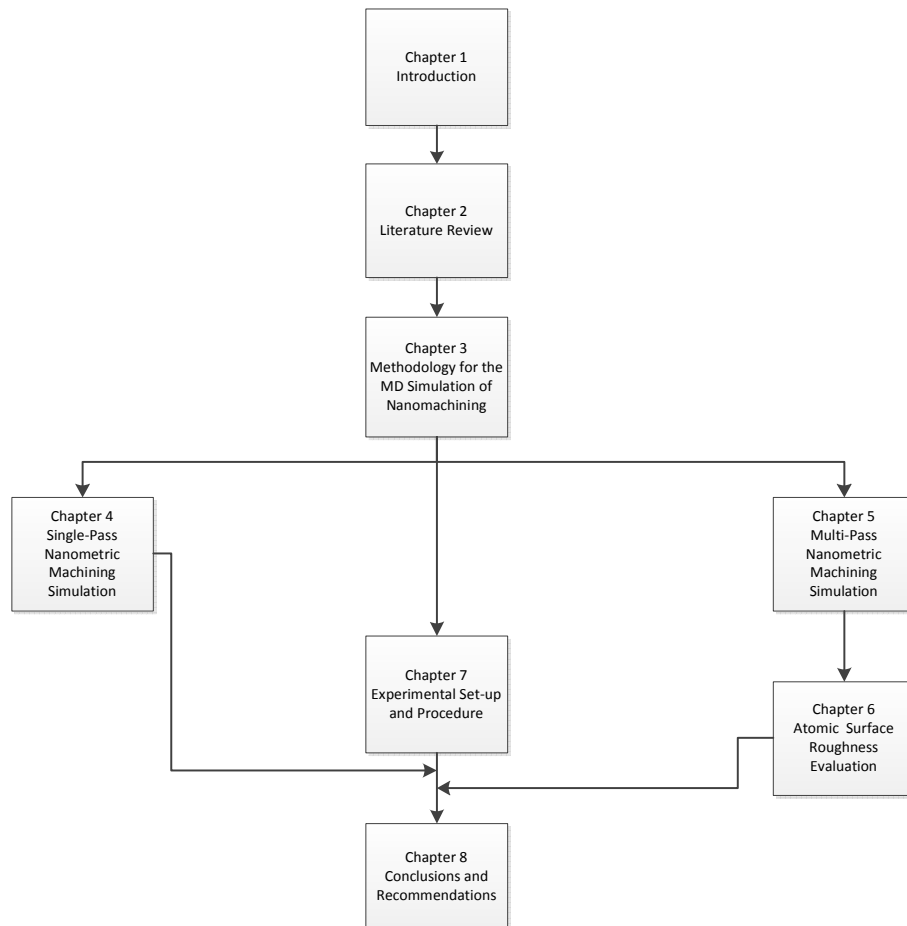 Chapter 1
Introduction
Chapter 2
Literature Review
Chapter 3
Methodology for the
MD Simulation of
Nanomachining
Chapter 4
Single-Pass
Nanometric
Machining
Simulation
Chapter 5
Multi-Pass
Nanometric
Machining
Simulation
Chapter 7
Experimental Set-up
and Procedure
Chapter 6
Atomic Surface
Roughness
Evaluation
Chapter 8
Conclusions and
Recommendations